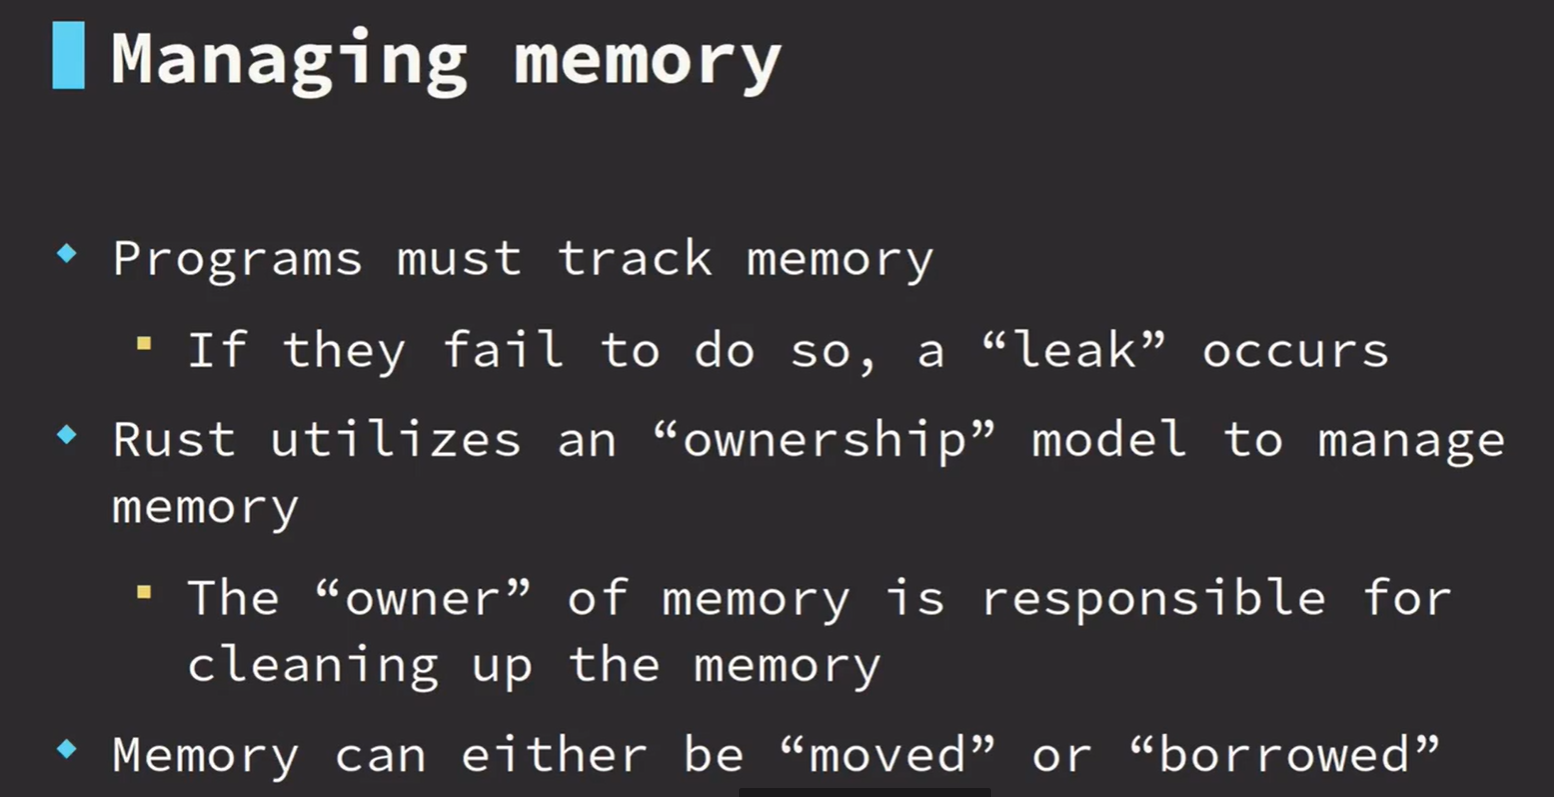 Managing memory
Programs must track memory
If they fail to do so, a “leak” occurs
Rust utilizes an “ownership” model to manage
memory
The “owner” of memory is responsible for
cleaning up the memory
Memory can either be “moved” or “borrowed”